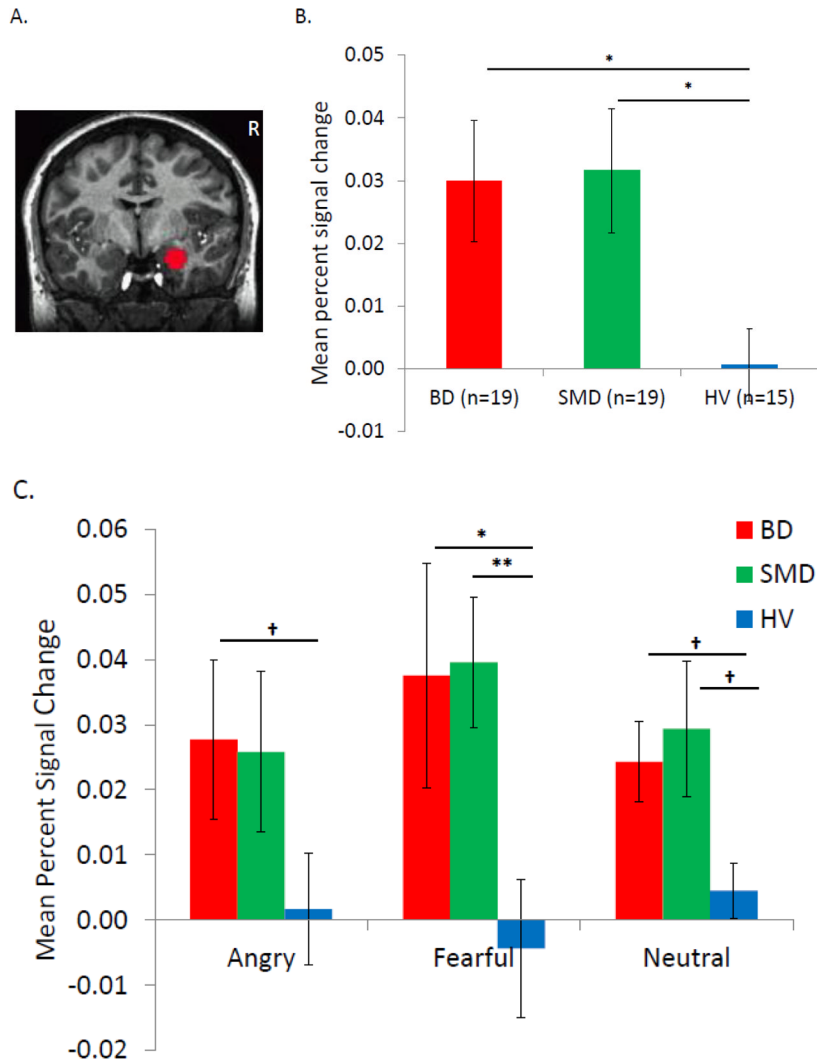 A.
R
B.
Mean percent signal change
0.05
0.04
0.03
0.02
0.01
0.00
-0.01
*
*
BD (n=19)
SMD (n=19)
HV (n=15)
C.
Mean Percent Signal Change
0.06
0.05
0.04
0.03
0.02
0.01
0.00
-0.01
-0.02
†
*
**
†
†
BD
SMD
HV
Angry
Fearful
Neutral